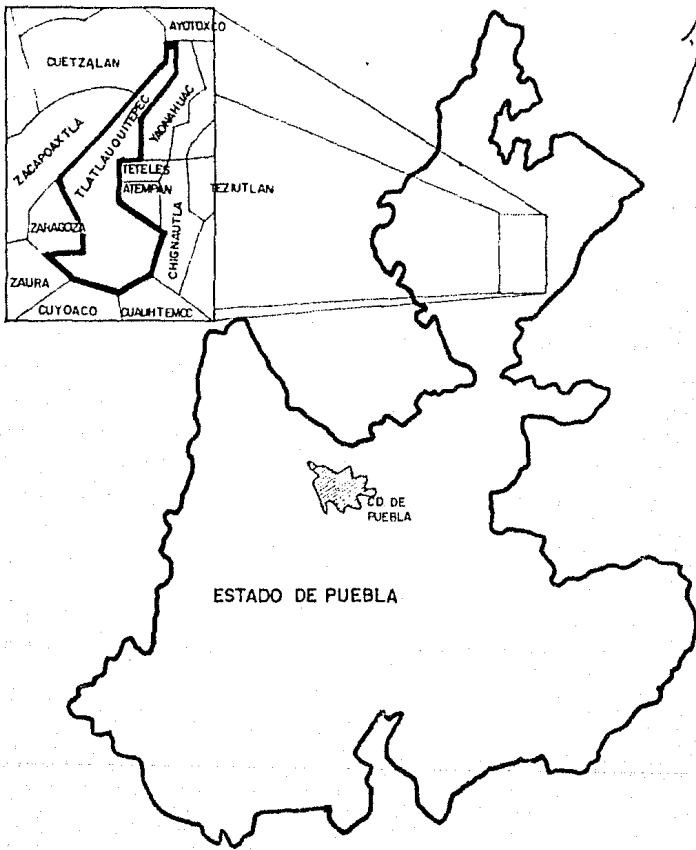 AYOTOXCO
CUETZALAN
ZACAPOAXTLA
TLATLAUQUITEPEC
YAONAHUAC
TETELES
ATEMPAN
TEZIUTLAN
ZARAGOZA
CHIGNAUTLA
ZAURA
CUYOACO
CUAUHTEMOC
CD. DE
PUEBLA
ESTADO DE PUEBLA